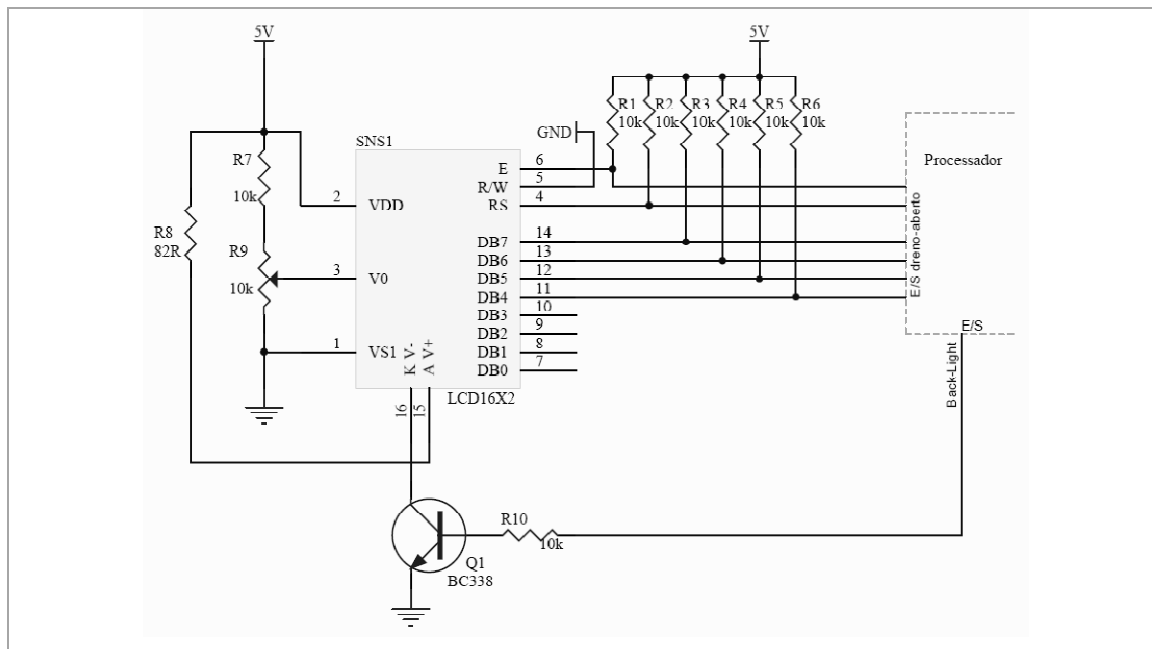 5V
5V
R1 R2 R3 R4 R5 R6
10k 10k 10k 10k 10k 10k
GND
SNS1
Processador
R7
10k
R8
82R
R9
10k
2 VDD
3 V0
1 VS1
E 6
R/W 5
RS 4
DB7 14
DB6 13
DB5 12
DB4 11
DB3 10
DB2 9
DB1 8
DB0 7
K V-
A V+
16
15
LCD16X2
E/S dreno-aberto
E/S
Back-Light
R10
10k
Q1
BC338